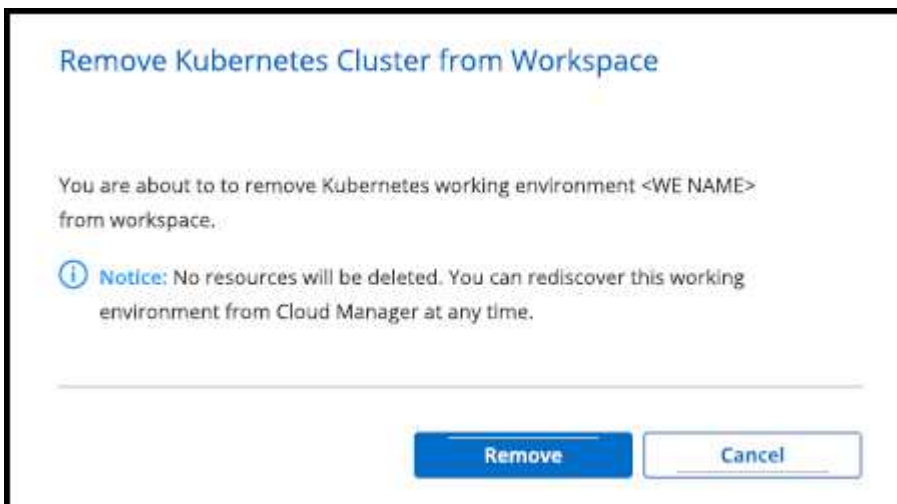 Remove Kubernetes Cluster from Workspace
You are about to to remove Kubernetes working environment <WE NAME>
from workspace.
Notice: No resources will be deleted. You can rediscover this working
environment from Cloud Manager at any time.
Remove
Cancel